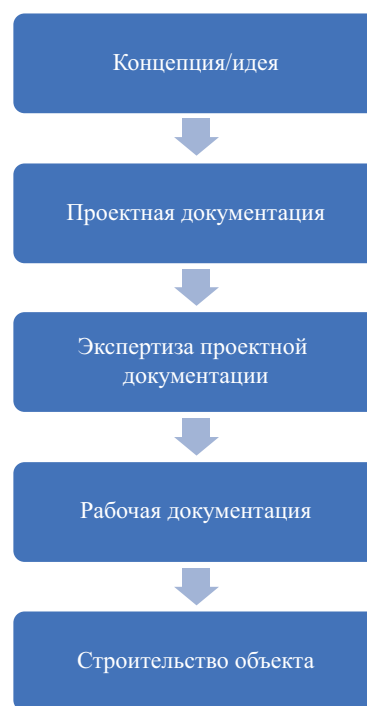 Концепция/идея
Проектная документация
Экспертиза проектной
документации
Рабочая документация
Строительство объекта